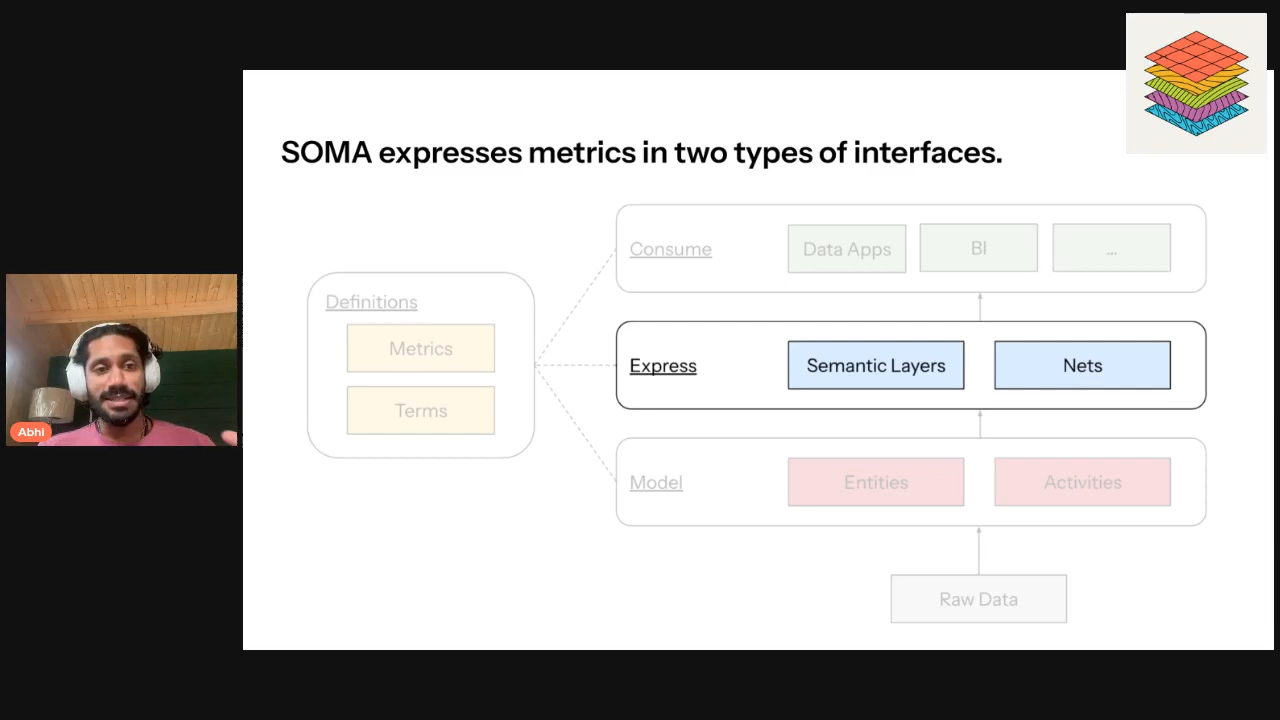 SOMA expresses metrics in two types of interfaces.
Consume
Data Apps
BI
...
Definitions
Metrics
Terms
Express
Semantic Layers
Nets
Model
Entities
Activities
Raw Data
Abhi